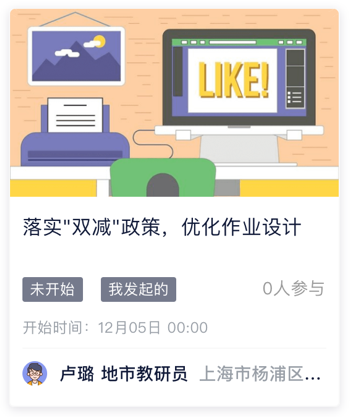 LIKE!
落实"双减"政策，优化作业设计
未开始 我发起的 0人参与
开始时间：12月05日 00:00
卢璐 地市教研员 上海市杨浦区...